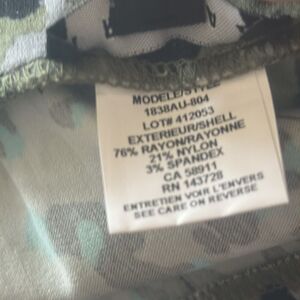 MODELE/STYLE
1838AU-804
LOT# 412053
EXTERIEUR/SHELL
76% RAYON/RAYONNE
21% NYLON
3% SPANDEX
CA 58911
RN 143728
ENTRETIEN VOIR L'ENVERS
SEE CARE ON REVERSE